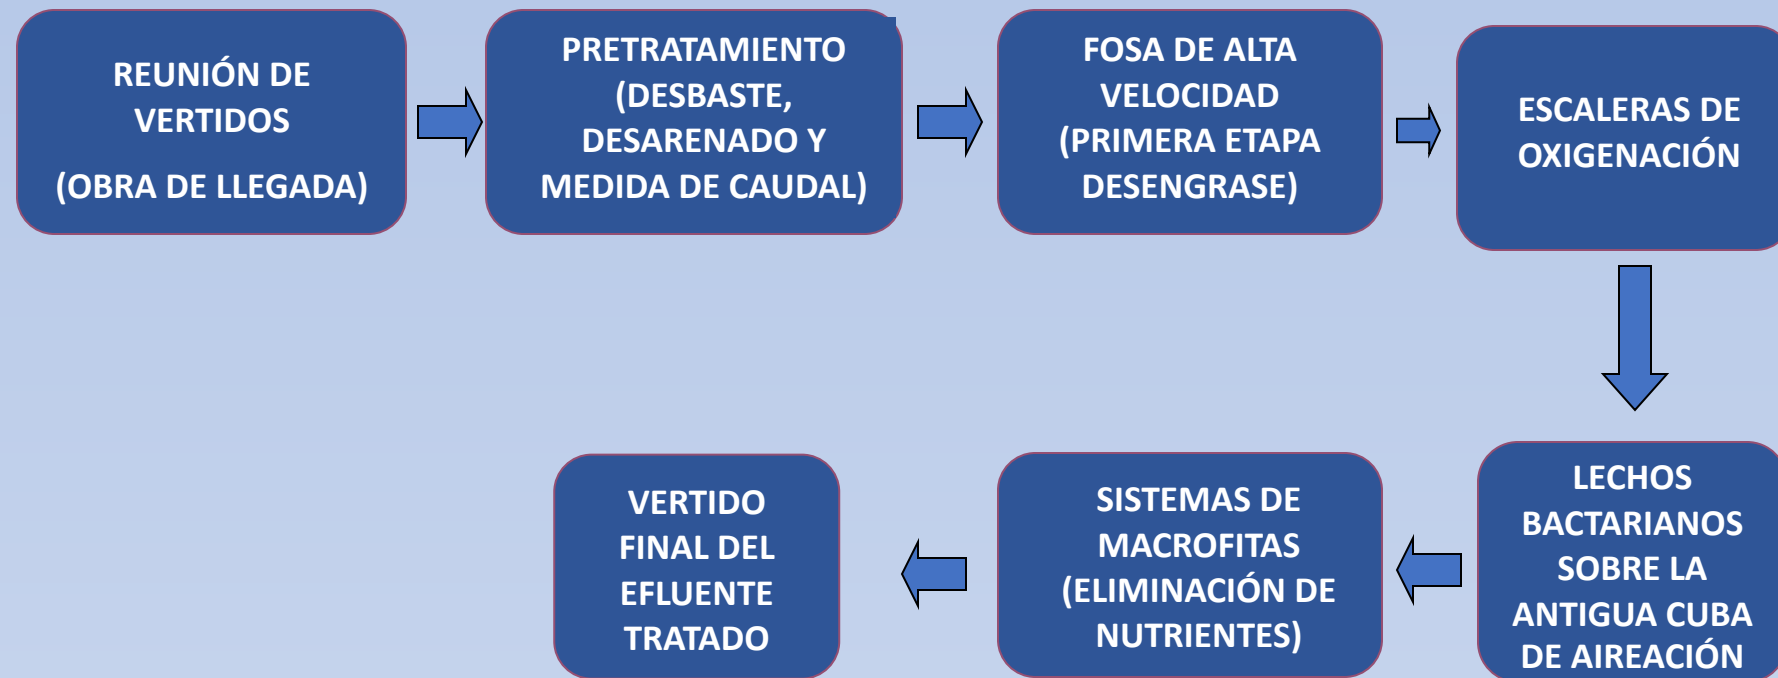 REUNIÓN DE
VERTIDOS
(OBRA DE LLEGADA)
PRETRATAMIENTO
(DESBASTE,
DESARENADO Y
MEDIDA DE CAUDAL)
FOSA DE ALTA
VELOCIDAD
(PRIMERA ETAPA
DESENGRASE)
ESCALERAS DE
OXIGENACIÓN
LECHOS
BACTARIANOS
SOBRE LA
ANTIGUA CUBA
DE AIREACIÓN
SISTEMAS DE
MACROFITAS
(ELIMINACIÓN DE
NUTRIENTES)
VERTIDO
FINAL DEL
EFLUENTE
TRATADO